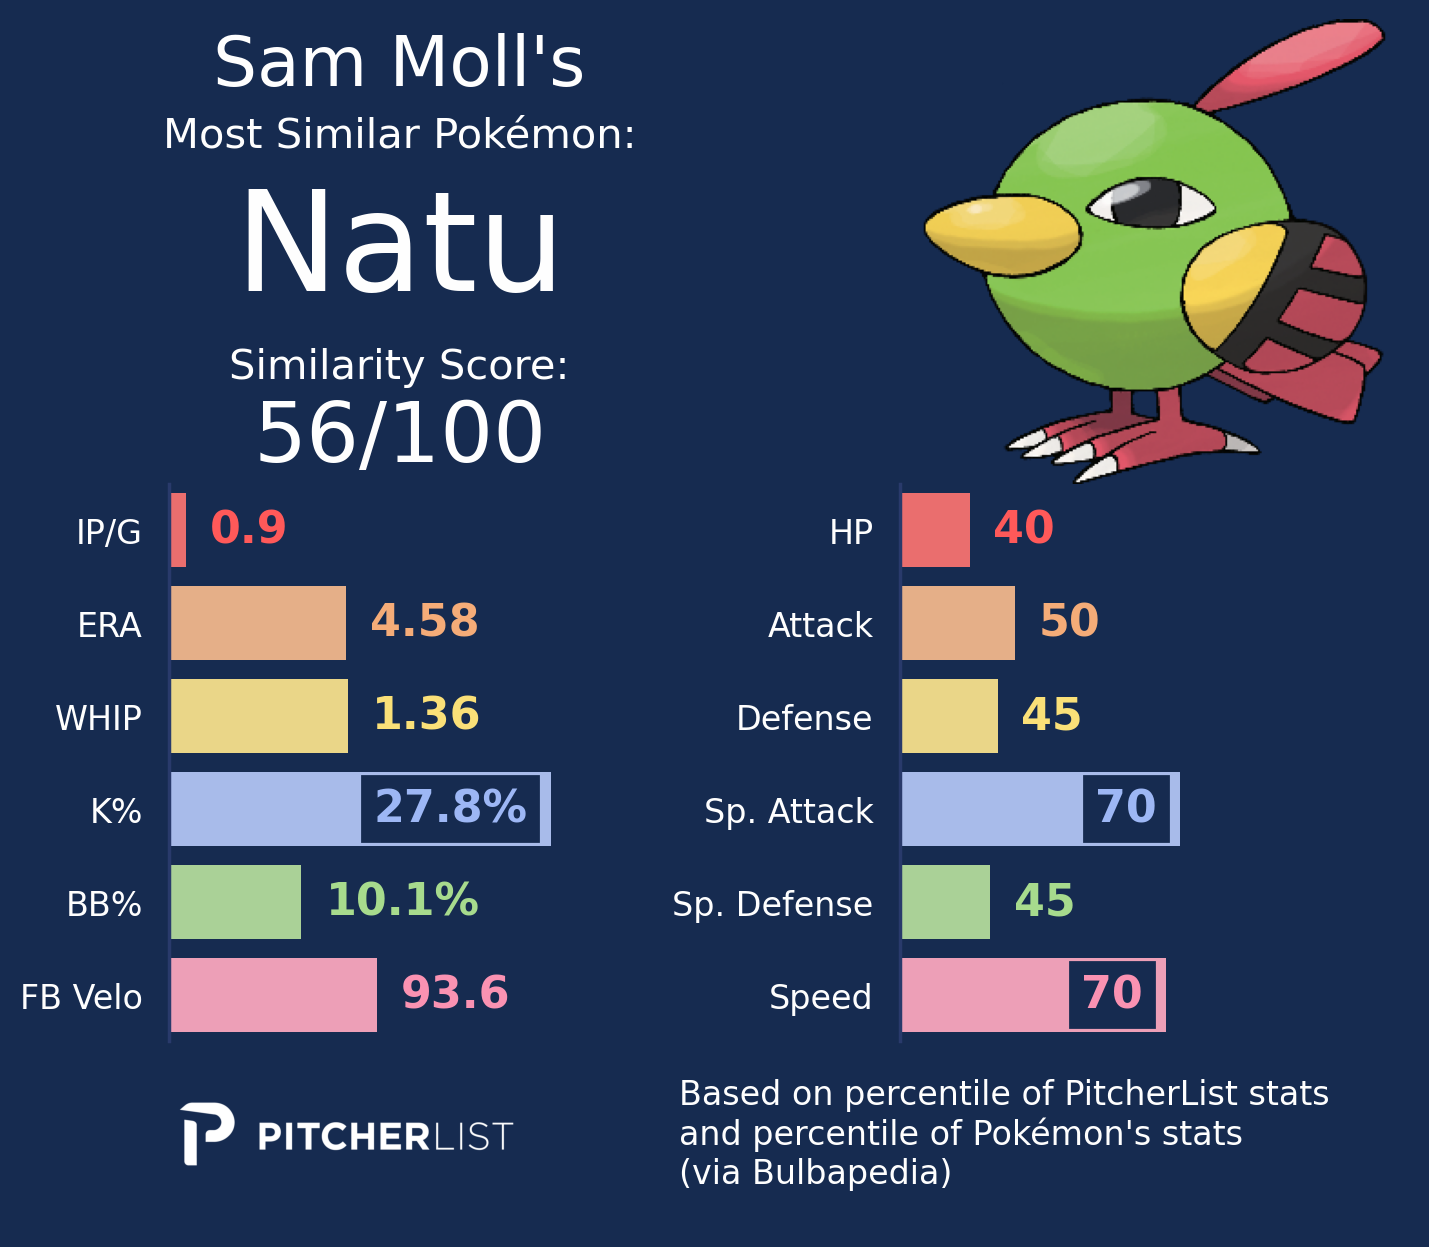 Sam Moll's
Most Similar Pokémon:
Natu
Similarity Score:
56/100
IP/G 0.9
ERA 4.58
WHIP 1.36
K% 27.8%
BB% 10.1%
FB Velo 93.6
HP 40
Attack 50
Defense 45
Sp. Attack 70
Sp. Defense 45
Speed 70
PITCHERLIST
Based on percentile of PitcherList stats
and percentile of Pokémon's stats
(via Bulbapedia)